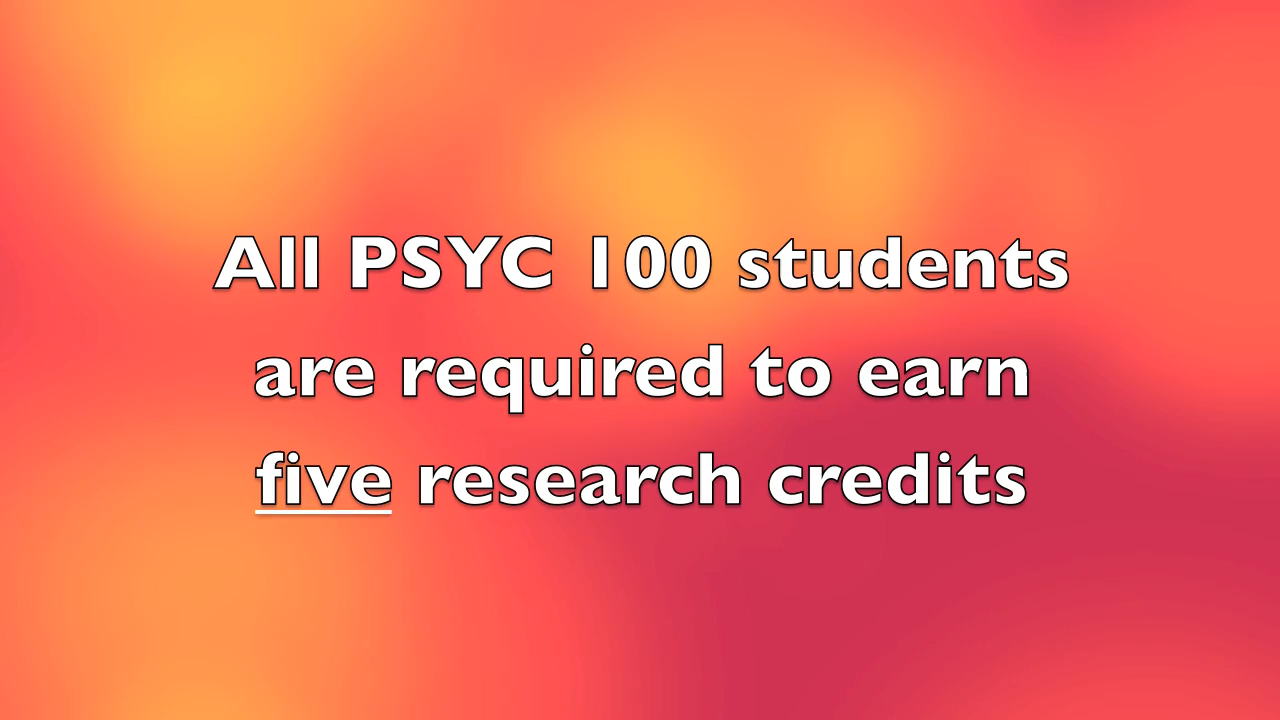 All PSYC 100 students
are required to earn
five research credits